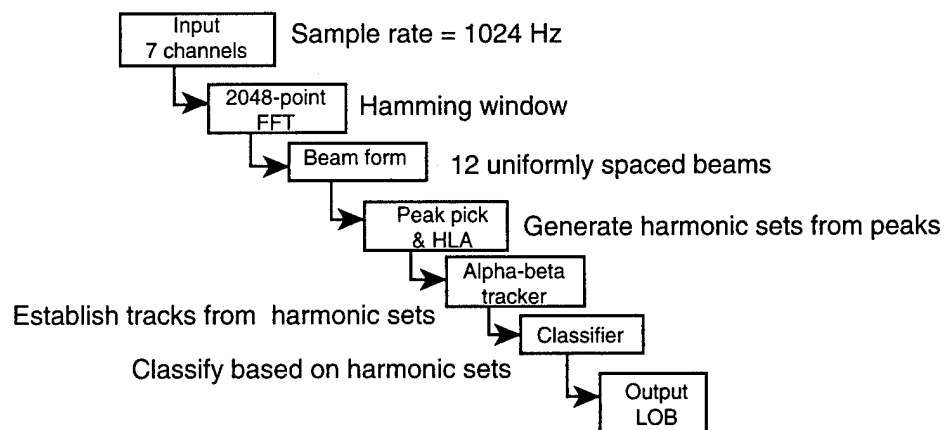 Input
7 channels
Sample rate = 1024 Hz
2048-point
FFT
Hamming window
Beam form
12 uniformly spaced beams
Peak pick
& HLA
Generate harmonic sets from peaks
Alpha-beta
tracker
Establish tracks from harmonic sets
Classifier
Classify based on harmonic sets
Output
LOB